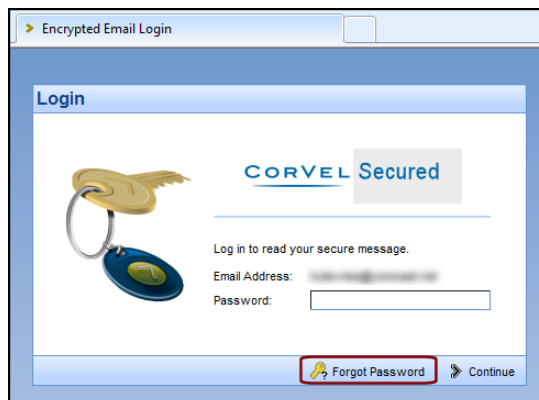 Encrypted Email Login
Login
CORVEL Secured
Log in to read your secure message.
Email Address:
Password:
Forgot Password
Continue